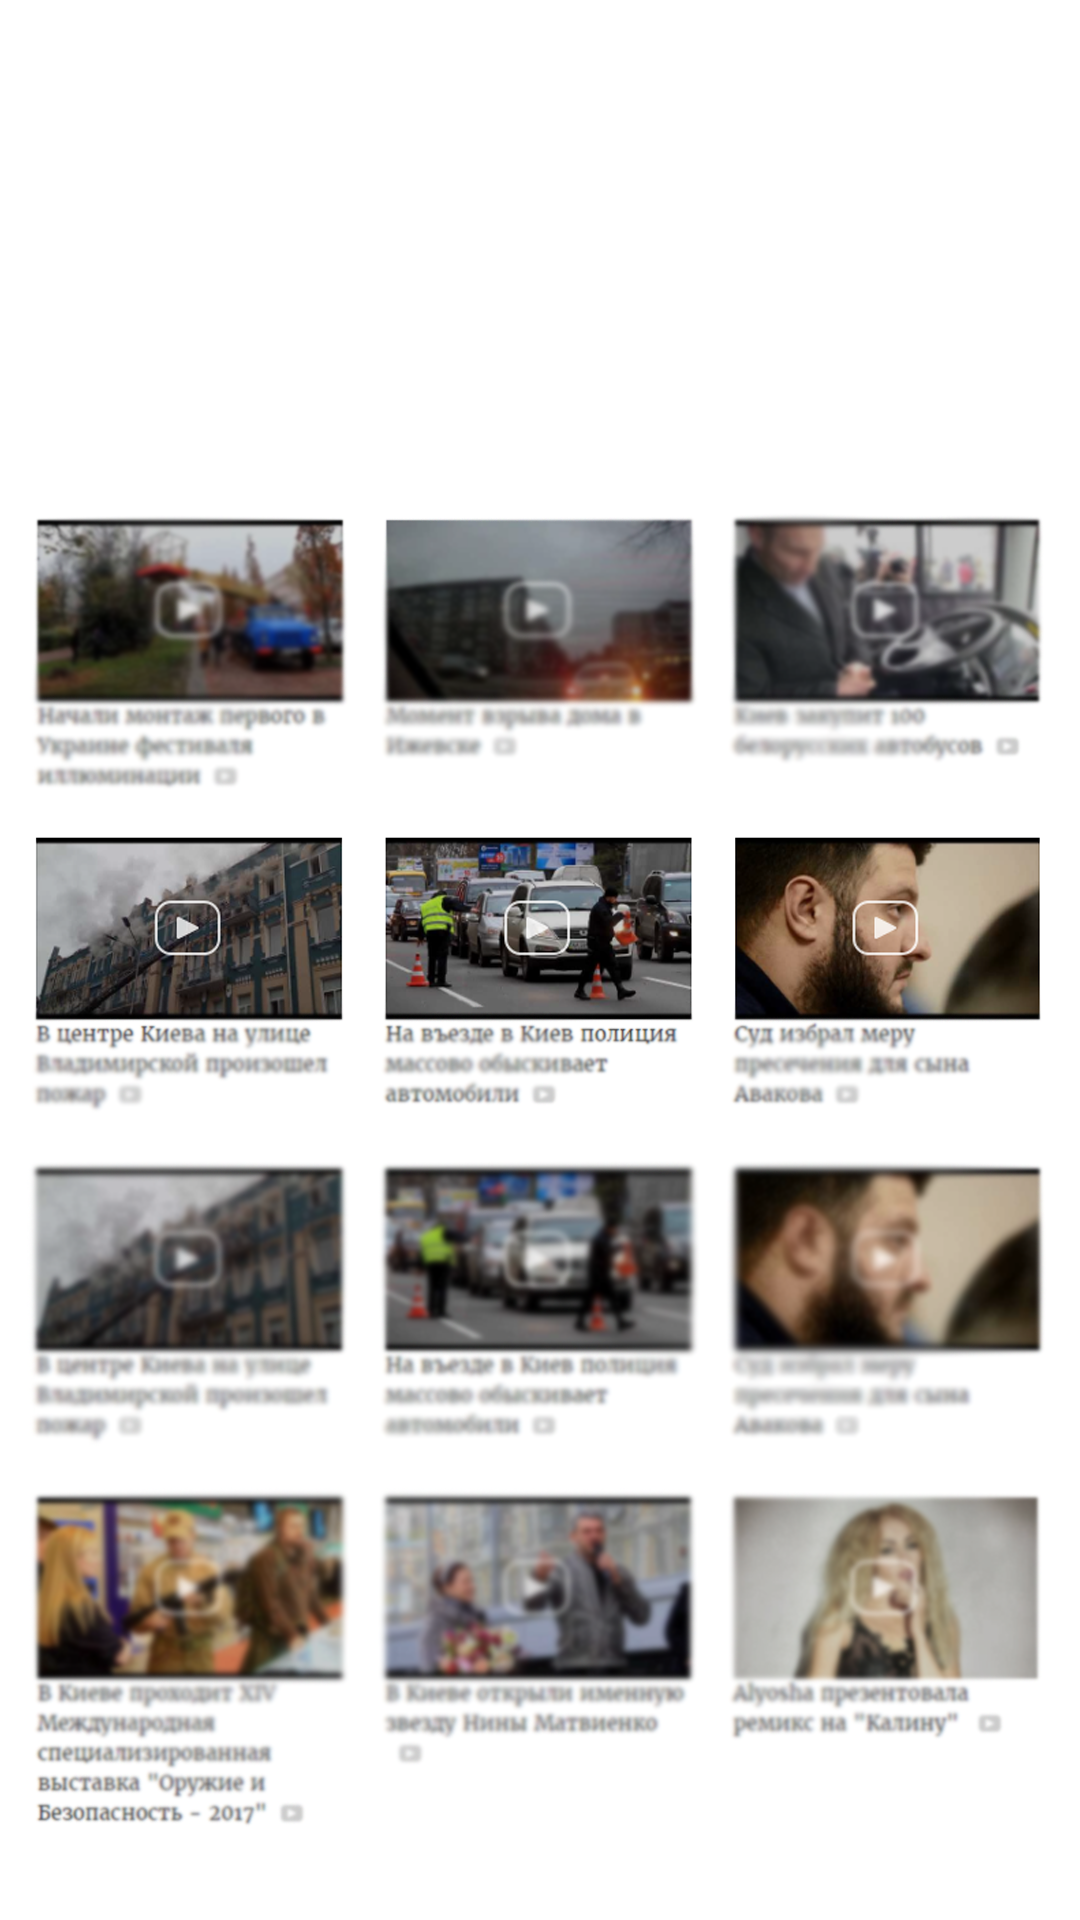 Начали монтаж первого в
Украине фестиваля
иллюминации
Момент взрыва дома в
Ижевске
Киев закупит 100
белорусских автобусов
В центре Киева на улице
Владимирской произошел
пожар
На въезде в Киев полиция
массово обыскивает
автомобили
Суд избрал меру
пресечения для сына
Авакова
В центре Киева на улице
Владимирской произошел
пожар
На въезде в Киев полиция
массово обыскивает
автомобили
Суд избрал меру
пресечения для сына
Авакова
В Киеве проходит XIV
Международная
специализированная
выставка "Оружие и
Безопасность - 2017"
В Киеве открыли именную
звезду Нины Матвиенко
Alyosha презентовала
ремикс на "Калину"